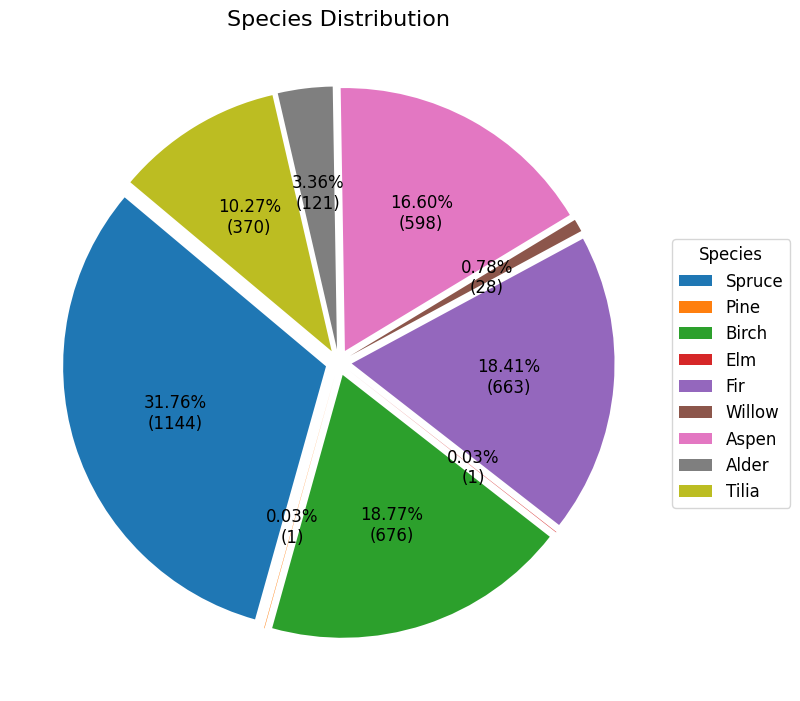 Species Distribution
3.36%
(121)
16.60%
(598)
10.27%
(370)
0.78%
(28)
18.41%
(663)
31.76%
(1144)
0.03%
(1)
18.77%
(676)
0.03%
(1)
Species
Spruce
Pine
Birch
Elm
Fir
Willow
Aspen
Alder
Tilia